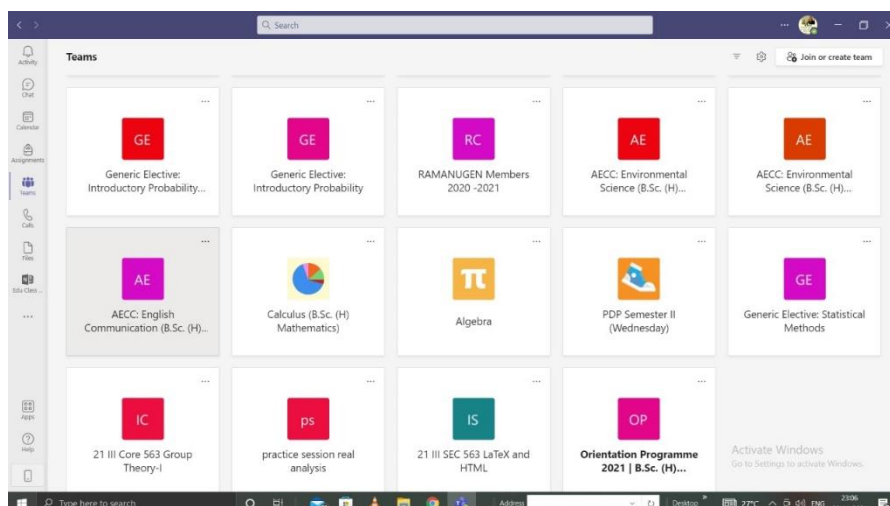 Search
Activity
Chat
Calendar
Assignments
Teams
Calls
Files
Edu Class...
Apps
Help
Teams
Join or create team
GE
Generic Elective:
Introductory Probability...
GE
Generic Elective:
Introductory Probability
RC
RAMANUGEN Members
2020 -2021
AE
AECC: Environmental
Science (B.Sc. (H)...
AE
AECC: Environmental
Science (B.Sc. (H)...
AE
AECC: English
Communication (B.Sc. (H)...
Calculus (B.Sc. (H)
Mathematics)
π
Algebra
PDP Semester II
(Wednesday)
GE
Generic Elective: Statistical
Methods
IC
21 III Core 563 Group
Theory-I
ps
practice session real
analysis
IS
21 III SEC 563 LaTeX and
HTML
OP
Orientation Programme
2021 | B.Sc. (H)...
Activate Windows
Go to Settings to activate Windows.
Type here to search
Address
Desktop
27°C
ENG
23:06